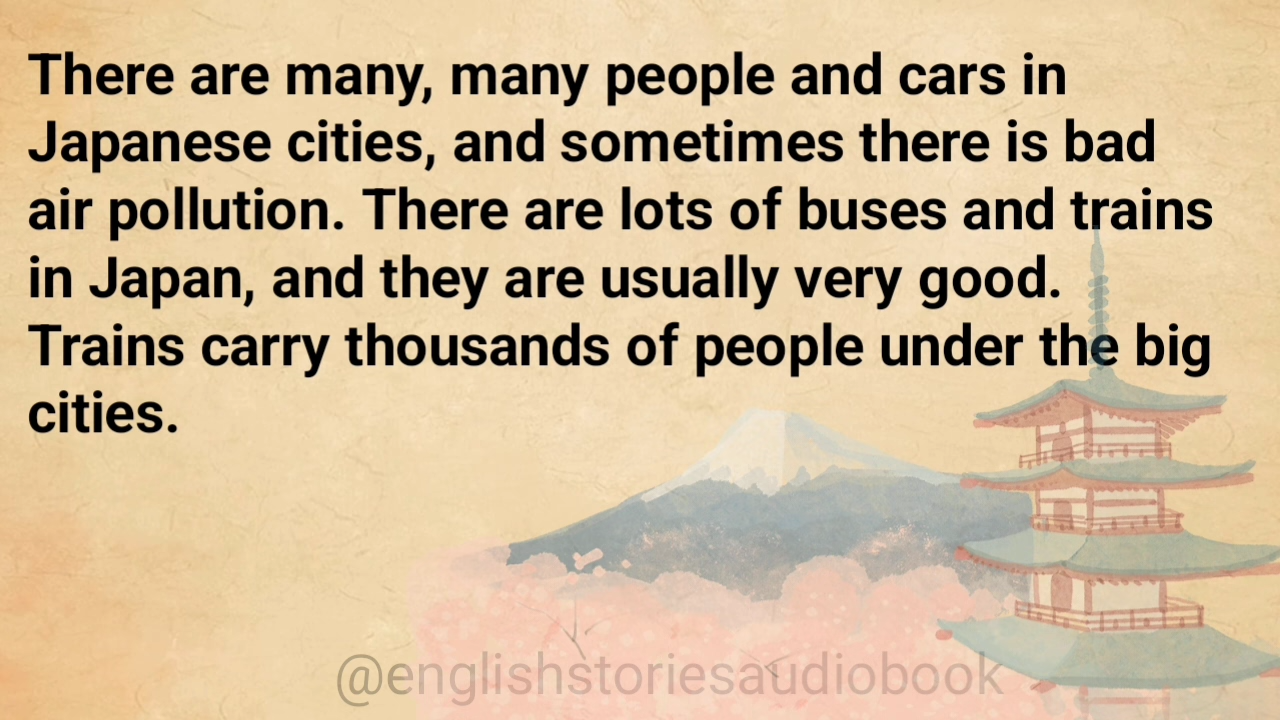 There are many, many people and cars in
Japanese cities, and sometimes there is bad
air pollution. There are lots of buses and trains
in Japan, and they are usually very good.
Trains carry thousands of people under the big
cities.
@englishstoriesaudiobook